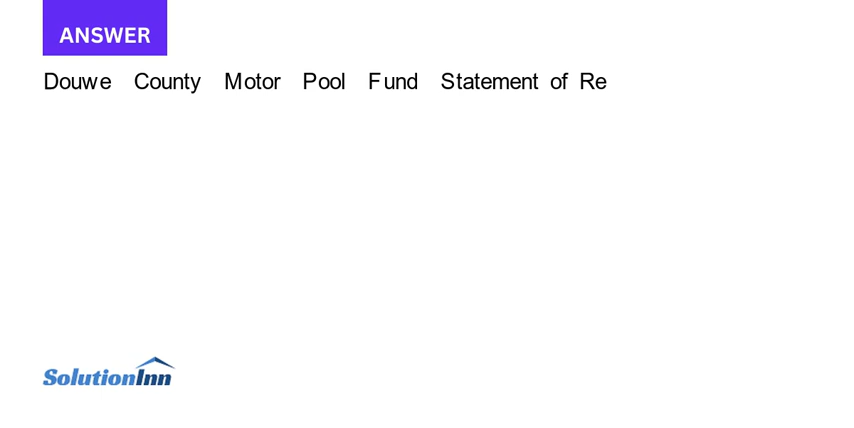 ANSWER
Douwe County Motor Pool Fund Statement of Re
SolutionInn